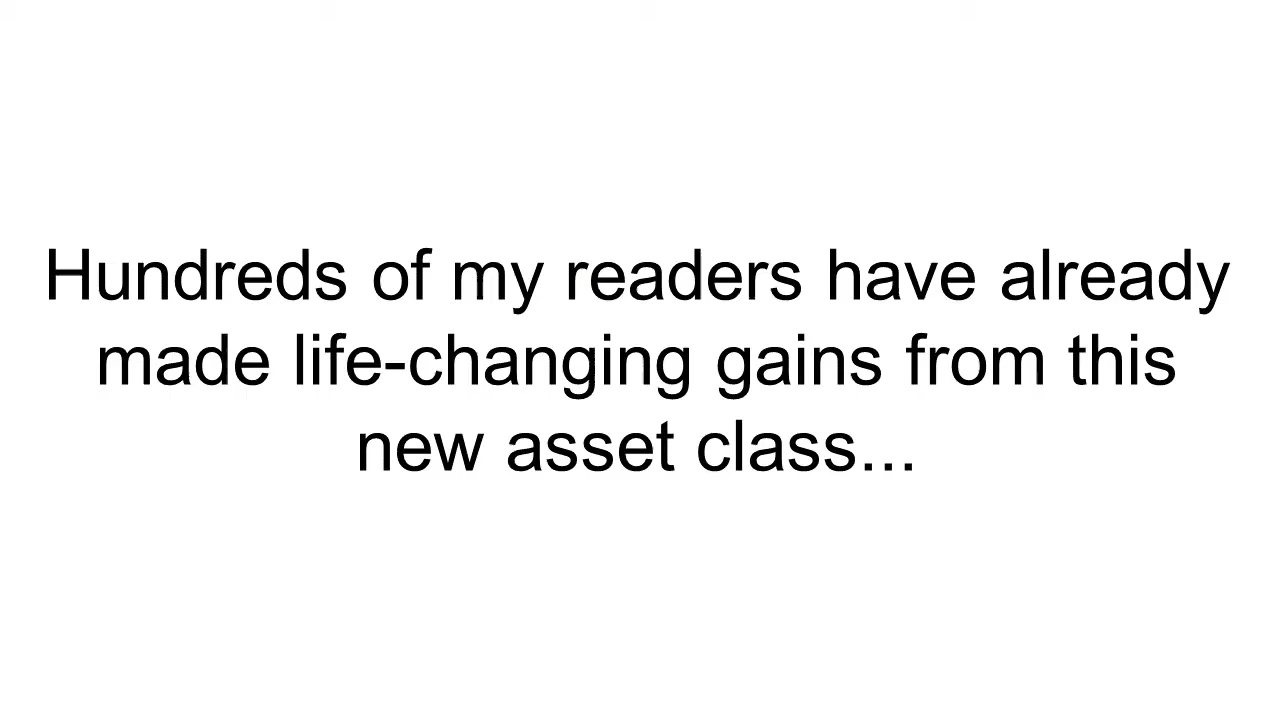 Hundreds of my readers have already
made life-changing gains from this
new asset class...